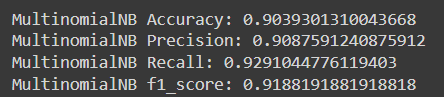 MultinomialNB Accuracy: 0.9039301310043668
MultinomialNB Precision: 0.9087591240875912
MultinomialNB Recall: 0.9291044776119403
MultinomialNB f1_score: 0.9188191881918818